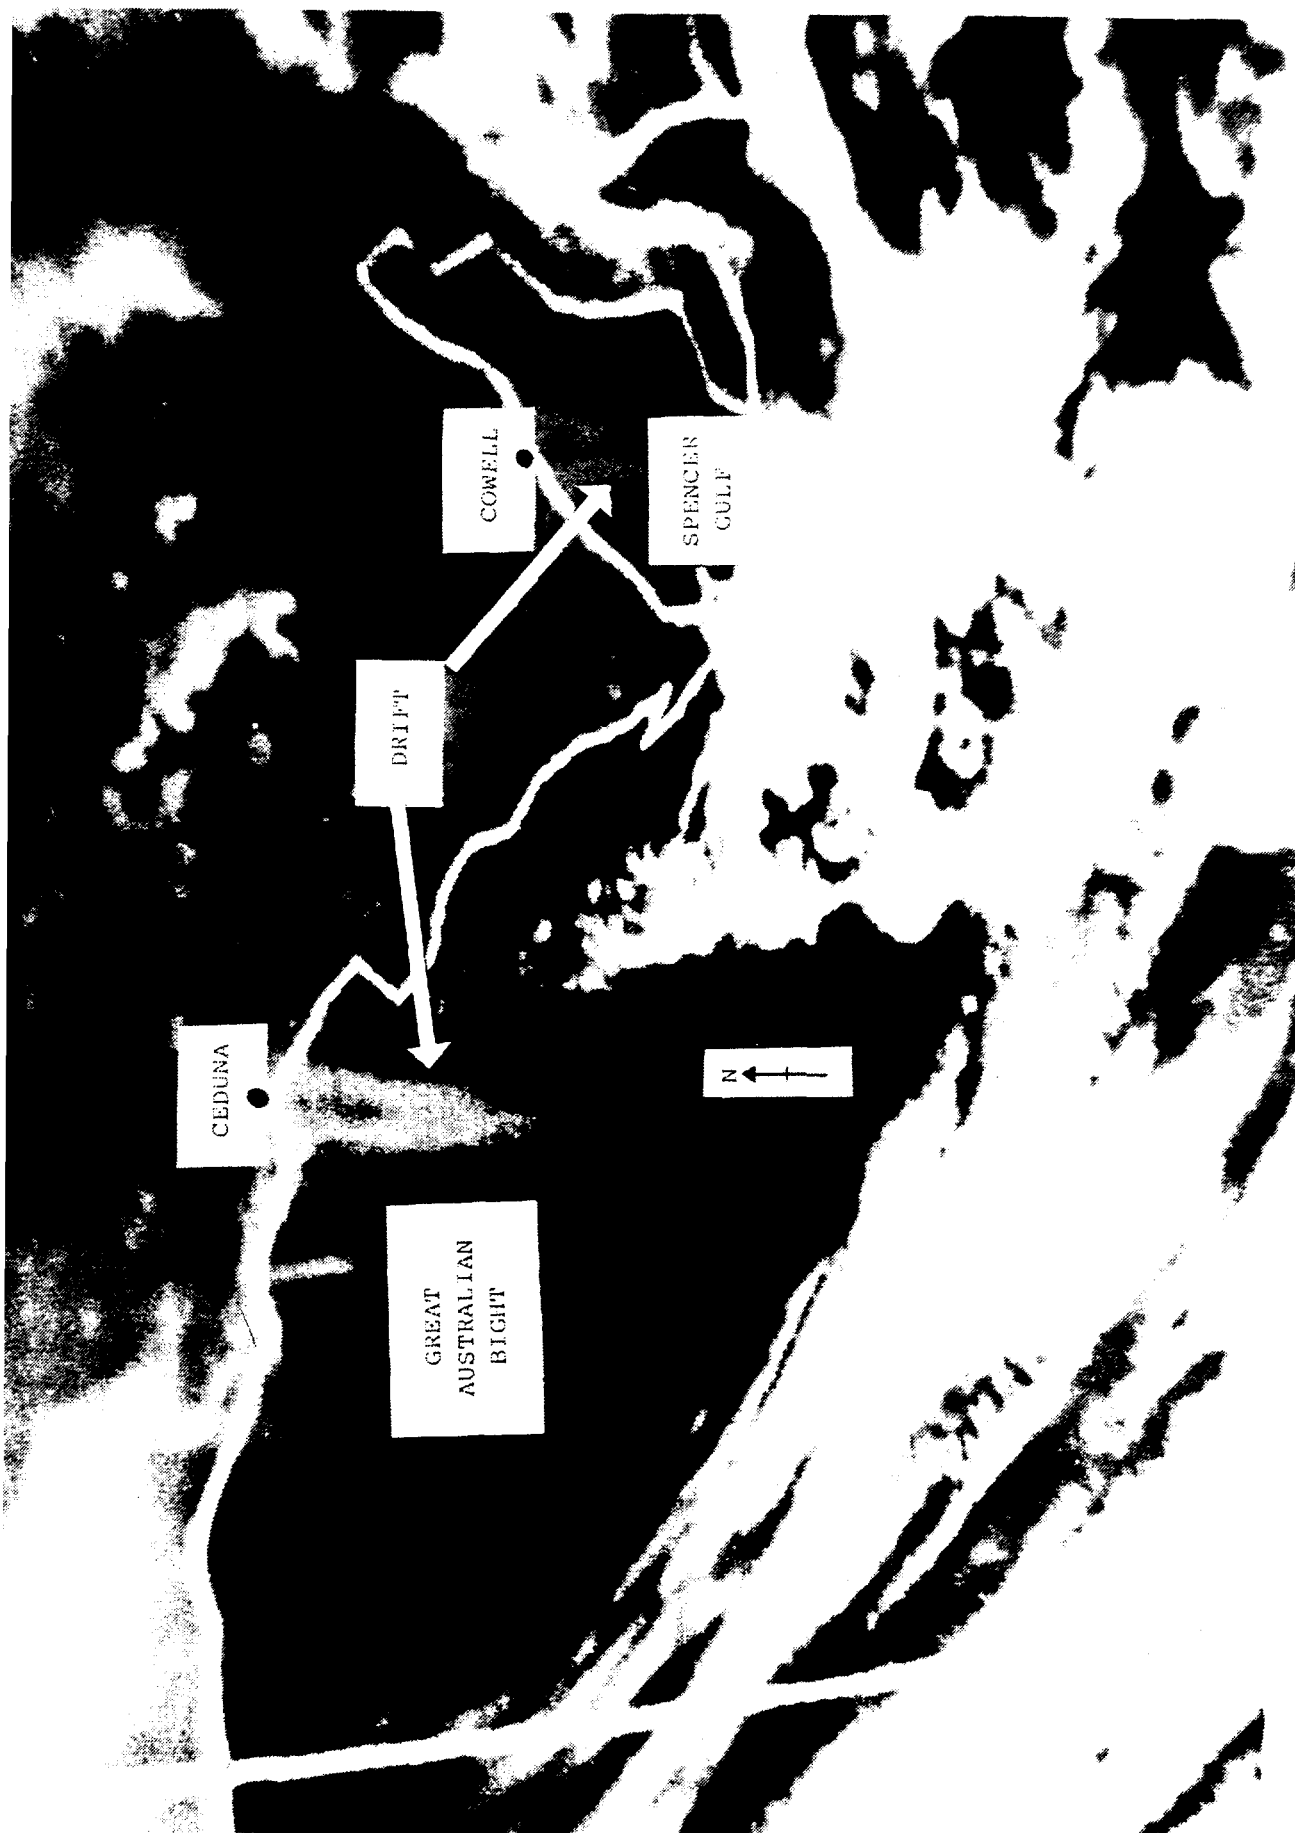 CEDUNA
DRIFT
COWELL
GREAT
AUSTRALIAN
BIGHT
SPENCER
GULF
N